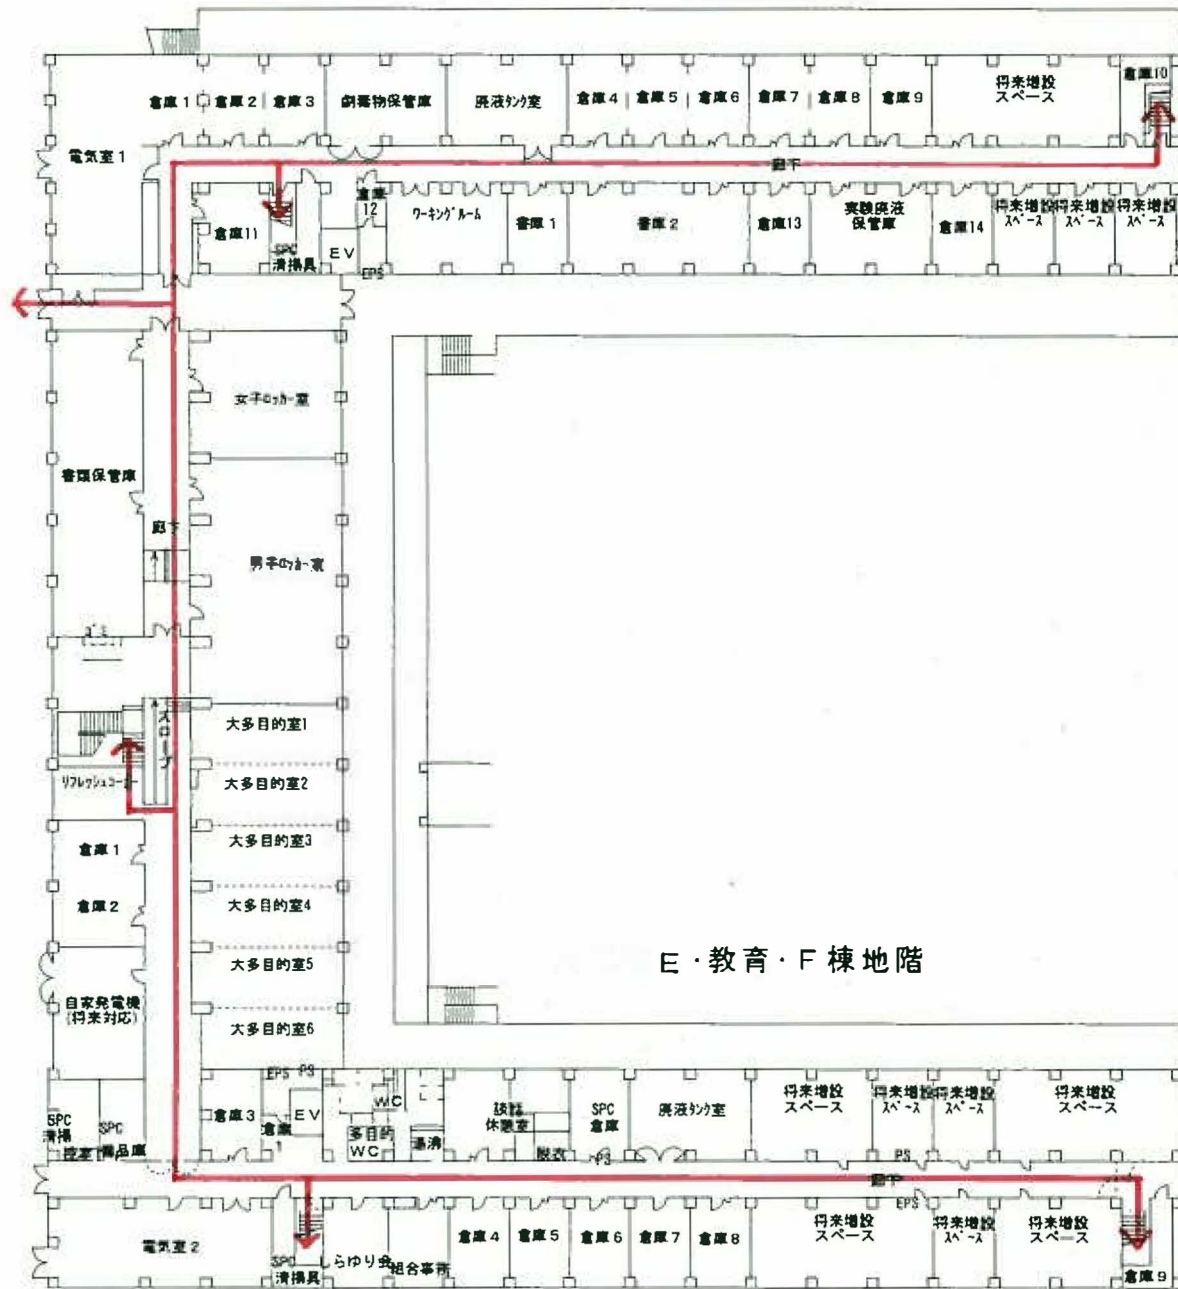 倉庫1
倉庫2
倉庫3
劇毒物保管庫
廃液タンク室
倉庫4
倉庫5
倉庫6
倉庫7
倉庫8
倉庫9
将来増設
スペース
倉庫10
電気室1
廊下
倉庫11
SPC
清掃具
EV
倉庫
12
EPS
ワーキングルーム
書庫1
書庫2
倉庫13
実験廃液
保管庫
倉庫14
将来増設
スペース
将来増設
スペース
将来増設
スペース
女子ロッカー室
書類保管庫
廊下
男子ロッカー室
ゴミ
スロープ
リフレッシュコーナー
大多目的室1
大多目的室2
大多目的室3
大多目的室4
大多目的室5
大多目的室6
倉庫1
倉庫2
自家発電機
(将来対応)
E・教育・F棟地階
SPC
清掃
控室
SPC
備品庫
倉庫3
EPS
PS
倉庫
1
EV
WC
多目的
WC
湯沸
談話
休憩室
脱衣
SPC
倉庫
PS
廃液タンク室
将来増設
スペース
将来増設
スペース
将来増設
スペース
将来増設
スペース
PS
廊下
EPS
電気室2
SPC
清掃具
しらゆり会
組合事務所
倉庫4
倉庫5
倉庫6
倉庫7
倉庫8
将来増設
スペース
将来増設
スペース
将来増設
スペース
倉庫9